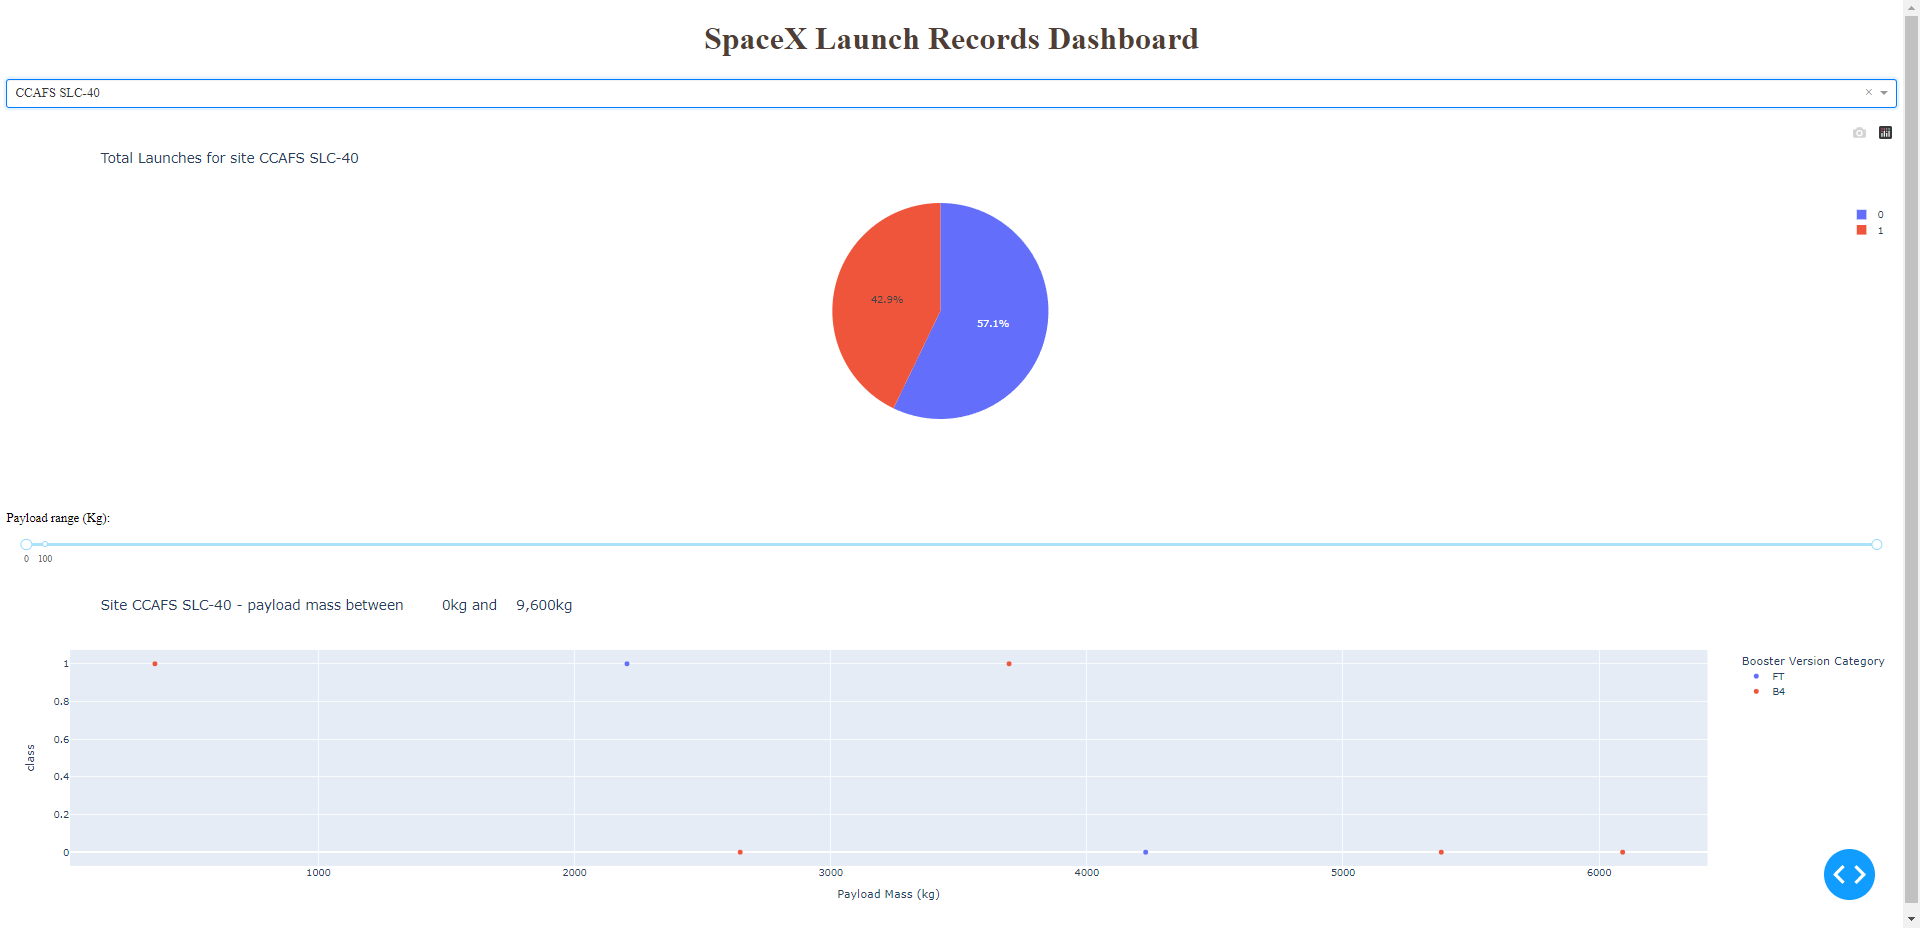 SpaceX Launch Records Dashboard
CCAFS SLC-40
Total Launches for site CCAFS SLC-40
0
1
42.9%
57.1%
Payload range (Kg):
0 100
Site CCAFS SLC-40 - payload mass between 0kg and 9,600kg
Booster Version Category
FT
B4
class
1
0.8
0.6
0.4
0.2
0
1000 2000 3000 4000 5000 6000
Payload Mass (kg)